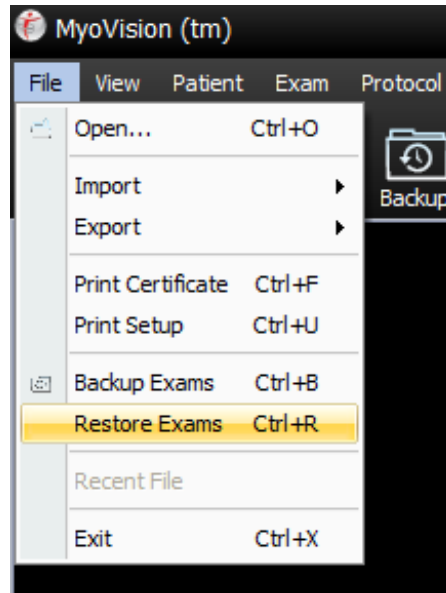 MyoVision (tm)
File View Patient Exam Protocol
Open... Ctrl+O
Import
Export
Print Certificate Ctrl+F
Print Setup Ctrl+U
Backup Exams Ctrl+B
Restore Exams Ctrl+R
Recent File
Exit Ctrl+X
Backup